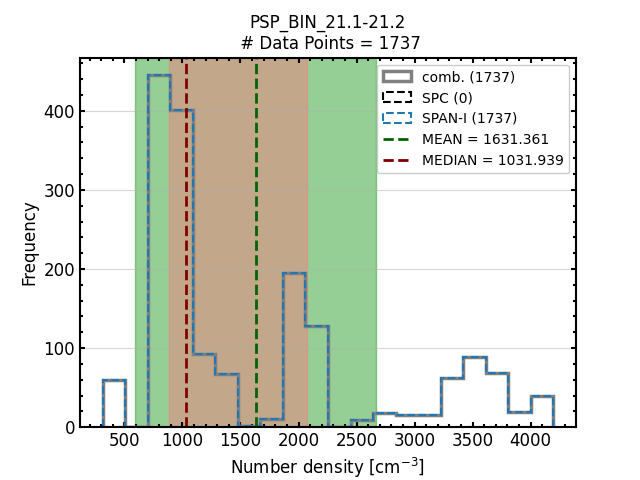 PSP_BIN_21.1-21.2
# Data Points = 1737
comb. (1737)
SPC (0)
SPAN-I (1737)
MEAN = 1631.361
MEDIAN = 1031.939
Frequency
400
300
200
100
0
500 1000 1500 2000 2500 3000 3500 4000
Number density [cm⁻³]